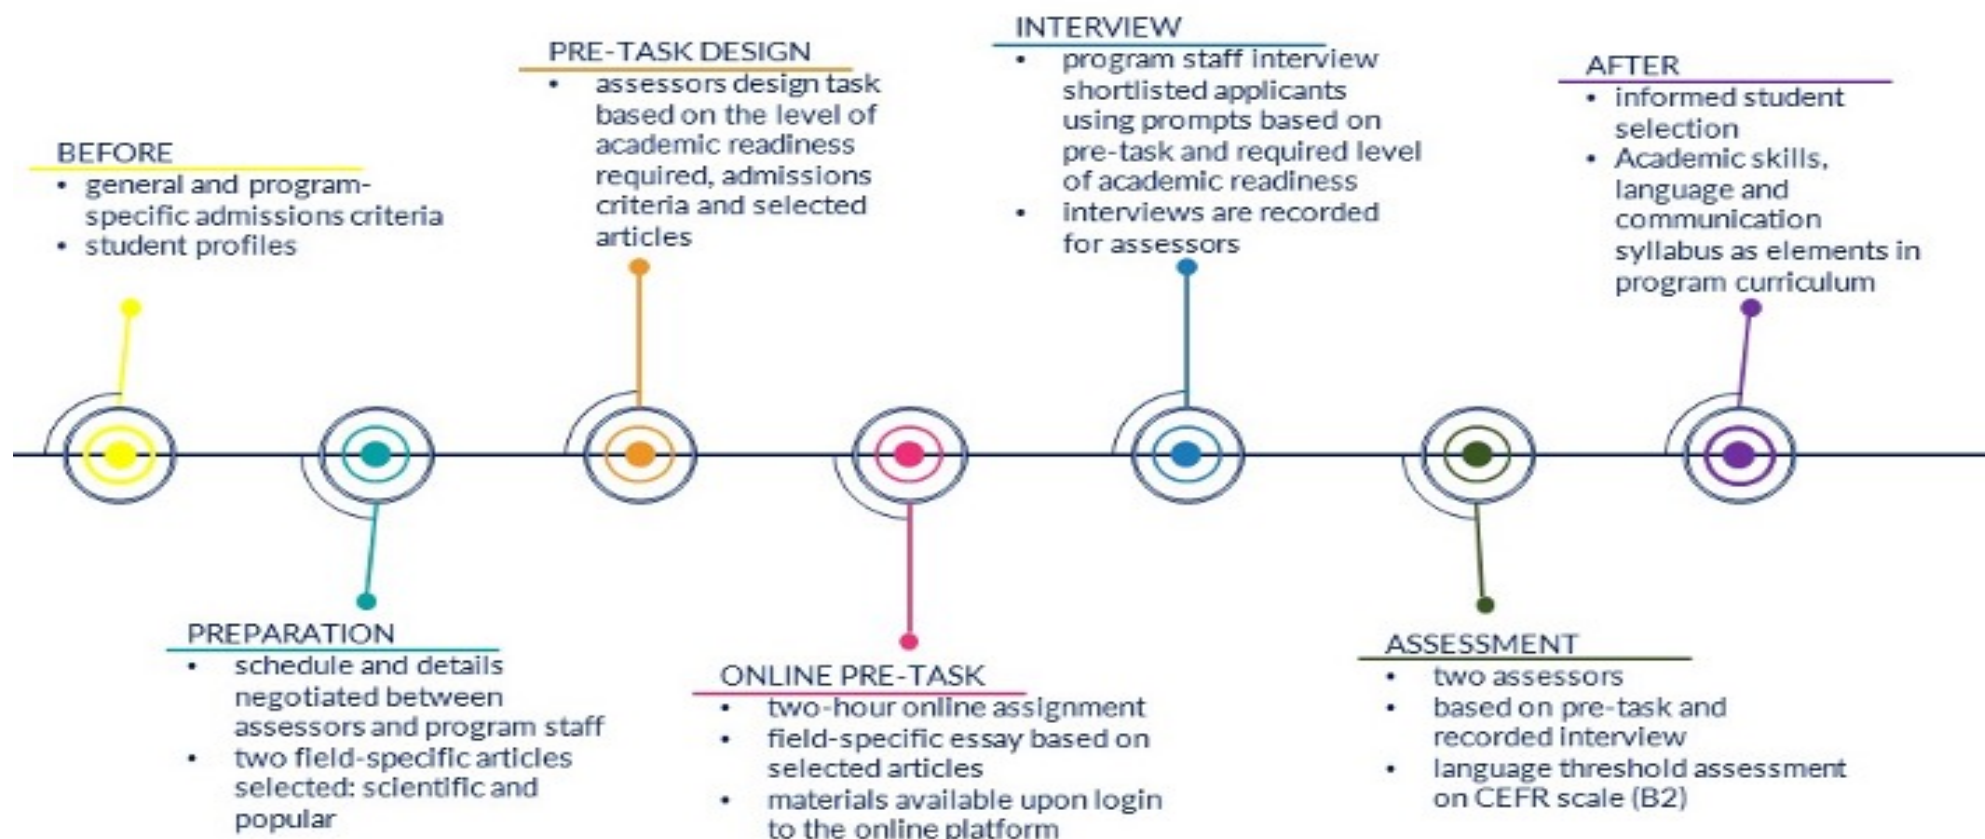 BEFORE
• general and program-
specific admissions criteria
• student profiles
PREPARATION
• schedule and details
negotiated between
assessors and program staff
• two field-specific articles
selected: scientific and
popular
PRE-TASK DESIGN
• assessors design task
based on the level of
academic readiness
required, admissions
criteria and selected
articles
ONLINE PRE-TASK
• two-hour online assignment
• field-specific essay based on
selected articles
• materials available upon login
to the online platform
INTERVIEW
• program staff interview
shortlisted applicants
using prompts based on
pre-task and required level
of academic readiness
• interviews are recorded
for assessors
ASSESSMENT
• two assessors
• based on pre-task and
recorded interview
• language threshold assessment
on CEFR scale (B2)
AFTER
• informed student
selection
• Academic skills,
language and
communication
syllabus as elements in
program curriculum